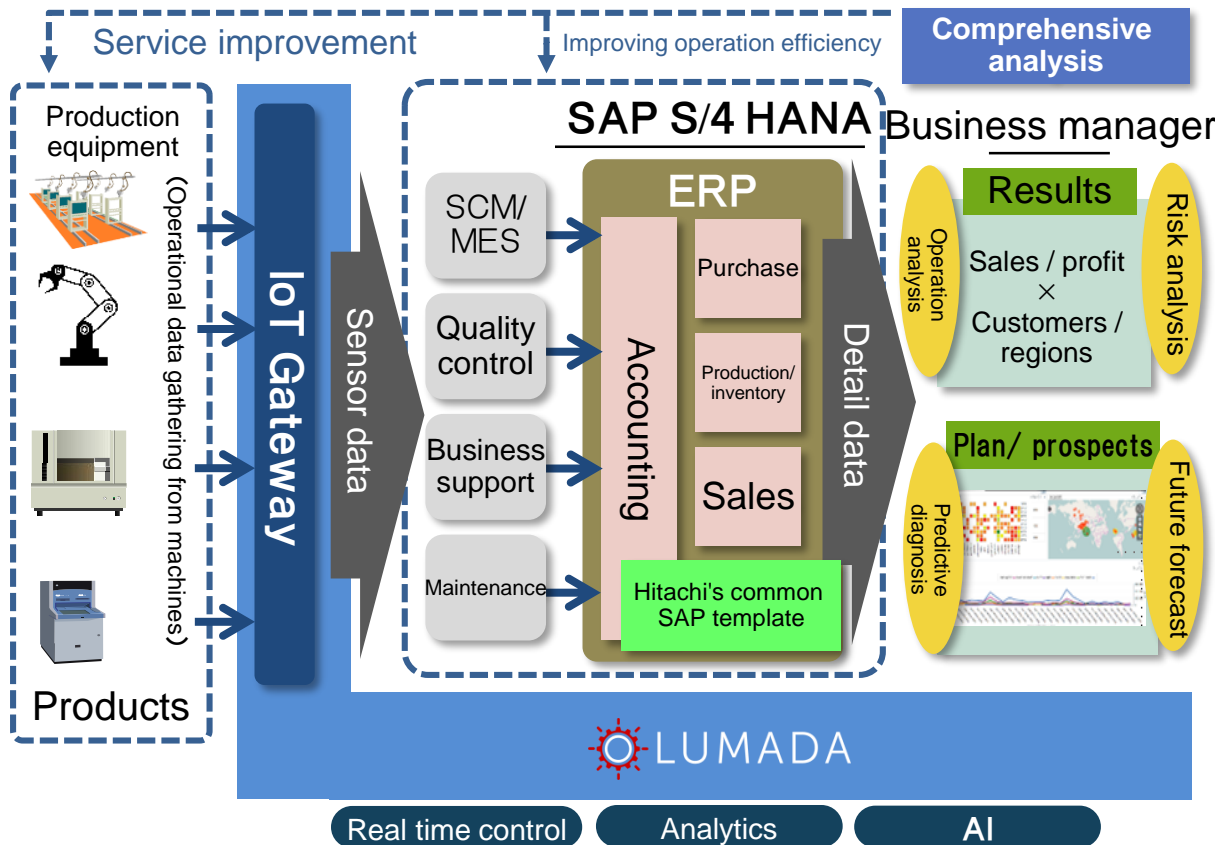 Service improvement
Improving operation efficiency
Comprehensive
analysis
Production
equipment
(Operational data gathering from machines)
Products
IoT Gateway
Sensor data
SAP S/4 HANA
SCM/
MES
Quality
control
Business
support
Maintenance
ERP
Accounting
Purchase
Production/
inventory
Sales
Hitachi's common
SAP template
Detail data
Business manager
Results
Operation
analysis
Sales / profit
×
Customers /
regions
Risk analysis
Plan/ prospects
Predictive
diagnosis
Future forecast
LUMADA
Real time control
Analytics
AI